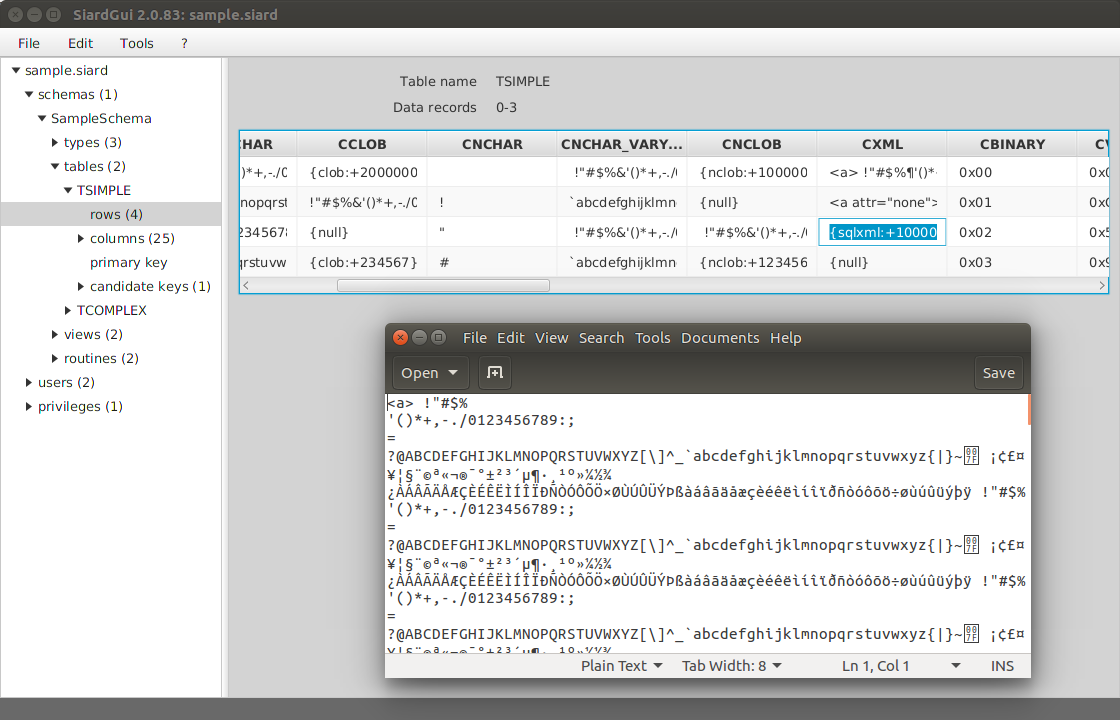 SiardGui 2.0.83: sample.siard
File Edit Tools ?
sample.siard
schemas (1)
SampleSchema
types (3)
tables (2)
TSIMPLE
rows (4)
columns (25)
primary key
candidate keys (1)
TCOMPLEX
views (2)
routines (2)
users (2)
privileges (1)
Table name TSIMPLE
Data records 0-3
HAR CCLOB CNCHAR CNCHAR_VARY... CNCLOB CXML CBINARY
)*+,-./0 {clob:+2000000 !"#$%&'()*+,-./( {nclob:+100000 <a> !"#$%¶'()* 0x00
nopqrst !"#$%&'()*+,-./0 ! `abcdefghijklmn {null} <a attr="none"> 0x01
2345678 {null} " !"#$%&'()*+,-./( !"#$%&'()*+,-./( {sqlxml:+10000 0x02
qrstuvw {clob:+234567} # `abcdefghijklmn {nclob:+123456 {null} 0x03
File Edit View Search Tools Documents Help
Open Save
<a> !"#$%
'()*+,-./0123456789:;
=
?@ABCDEFGHIJKLMNOPQRSTUVWXYZ[\]^_`abcdefghijklmnopqrstuvwxyz{|}~ ¡¢£¤
¥¦§¨©ª«¬®¯°±²³´µ¶·¸¹º»¼½¾
¿ÀÁÂÃÄÅÆÇÈÉÊËÌÍÎÏÐÑÒÓÔÕÖ×ØÙÚÛÜÝÞßàáâãäåæçèéêëìíîïðñòóôõö÷øùúûüýþÿ !"#$%
'()*+,-./0123456789:;
=
?@ABCDEFGHIJKLMNOPQRSTUVWXYZ[\]^_`abcdefghijklmnopqrstuvwxyz{|}~ ¡¢£¤
¥¦§¨©ª«¬®¯°±²³´µ¶·¸¹º»¼½¾
¿ÀÁÂÃÄÅÆÇÈÉÊËÌÍÎÏÐÑÒÓÔÕÖ×ØÙÚÛÜÝÞßàáâãäåæçèéêëìíîïðñòóôõö÷øùúûüýþÿ !"#$%
'()*+,-./0123456789:;
=
?@ABCDEFGHIJKLMNOPQRSTUVWXYZ[\]^_`abcdefghijklmnopqrstuvwxyz{|}~ ¡¢£¤
Plain Text Tab Width: 8 Ln 1, Col 1 INS